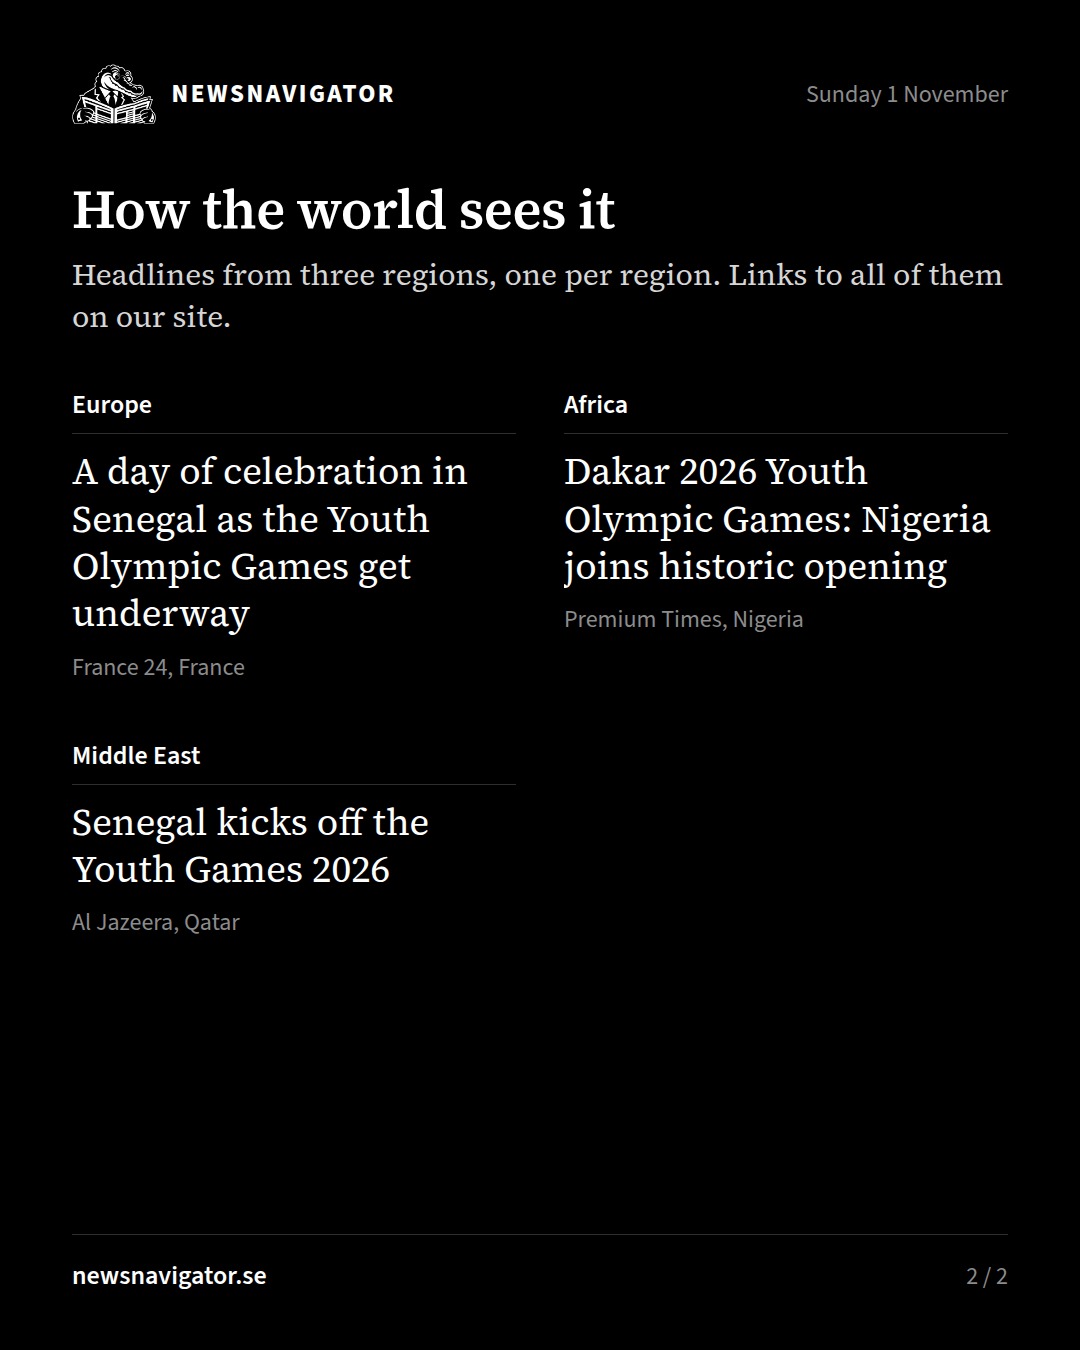 NEWSNAVIGATOR
Sunday 1 November
How the world sees it
Headlines from three regions, one per region. Links to all of them
on our site.
Europe
A day of celebration in
Senegal as the Youth
Olympic Games get
underway
France 24, France
Africa
Dakar 2026 Youth
Olympic Games: Nigeria
joins historic opening
Premium Times, Nigeria
Middle East
Senegal kicks off the
Youth Games 2026
Al Jazeera, Qatar
newsnavigator.se
2 / 2